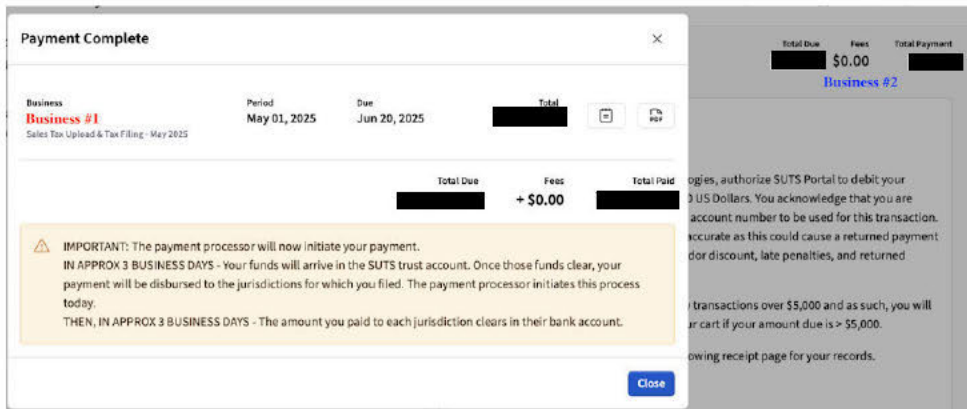 Payment Complete
Total Due Fees Total Payment
$0.00
Business #2
Business Period Due Total
Business #1 May 01, 2025 Jun 20, 2025
Sales Tax Upload & Tax Filing - May 2025
PDF
Total Due Fees Total Paid
+ $0.00
IMPORTANT: The payment processor will now initiate your payment.
IN APPROX 3 BUSINESS DAYS - Your funds will arrive in the SUTS trust account. Once those funds clear, your
payment will be disbursed to the jurisdictions for which you filed. The payment processor initiates this process
today.
THEN, IN APPROX 3 BUSINESS DAYS - The amount you paid to each jurisdiction clears in their bank account.
Close
ogies, authorize SUTS Portal to debit your
US Dollars. You acknowledge that you are
account number to be used for this transaction.
accurate as this could cause a returned payment
dor discount, late penalties, and returned
transactions over $5,000 and as such, you will
ur cart if your amount due is > $5,000.
owing receipt page for your records.